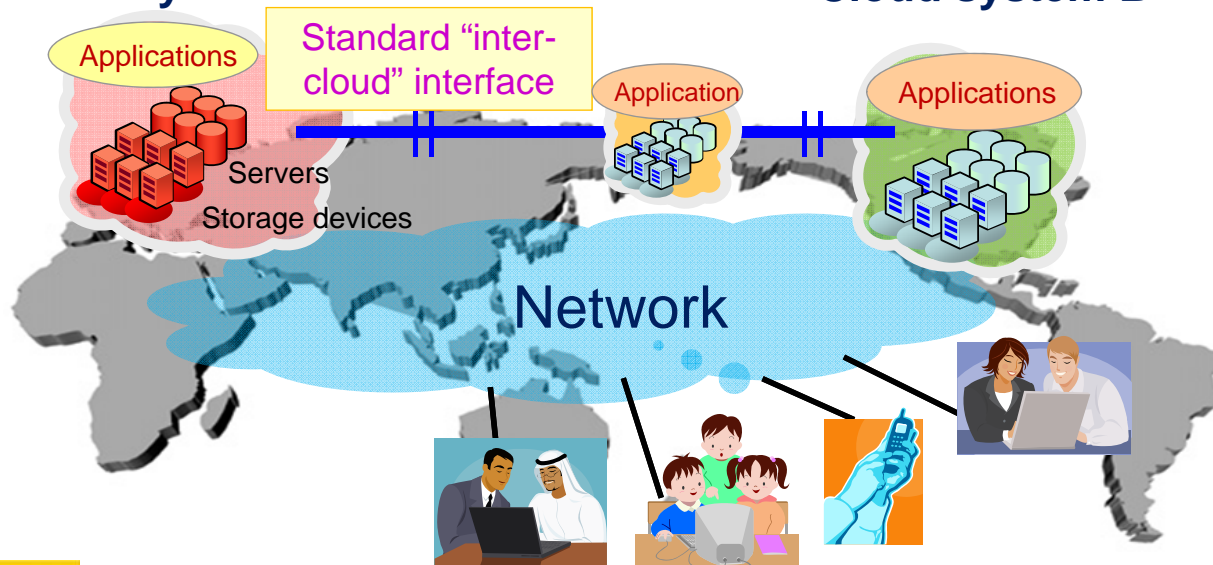 Applications
Standard “inter-
cloud” interface
Application
Applications
Servers
Storage devices
Network